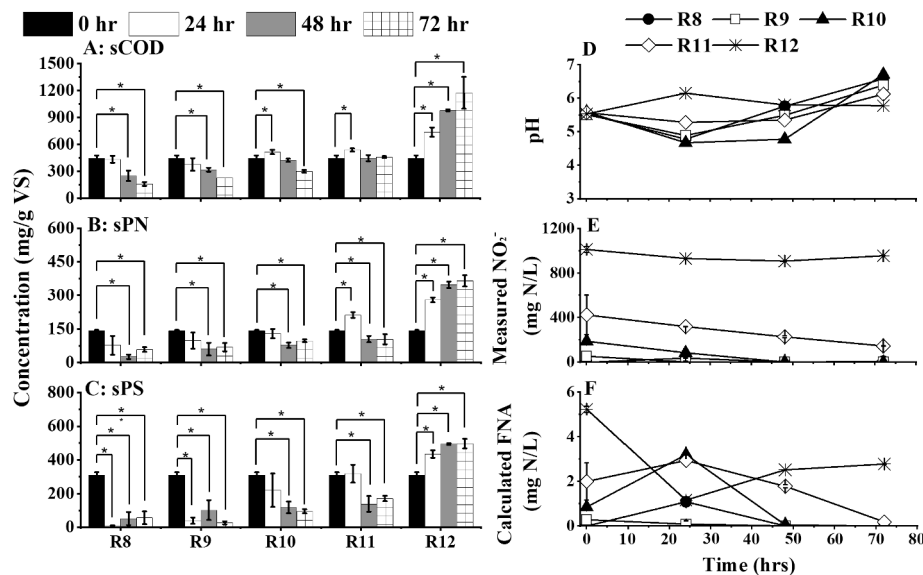 0 hr 24 hr 48 hr 72 hr
A: sCOD
1500
1200
900
600
300
0
B: sPN
600
450
300
150
0
C: sPS
800
600
400
200
0
Concentration (mg/g VS)
R8 R9 R10 R11 R12
* * * * * * * * * *
* * * * * * * * * * * *
* * * * * * * * * * * * *
R8 R9 R10
R11 R12
D
7
6
5
4
3
pH
E
1200
800
400
0
Measured NO₂⁻
(mg N/L)
F
6
4
2
0
Calculated FNA
(mg N/L)
0 10 20 30 40 50 60 70 80
Time (hrs)